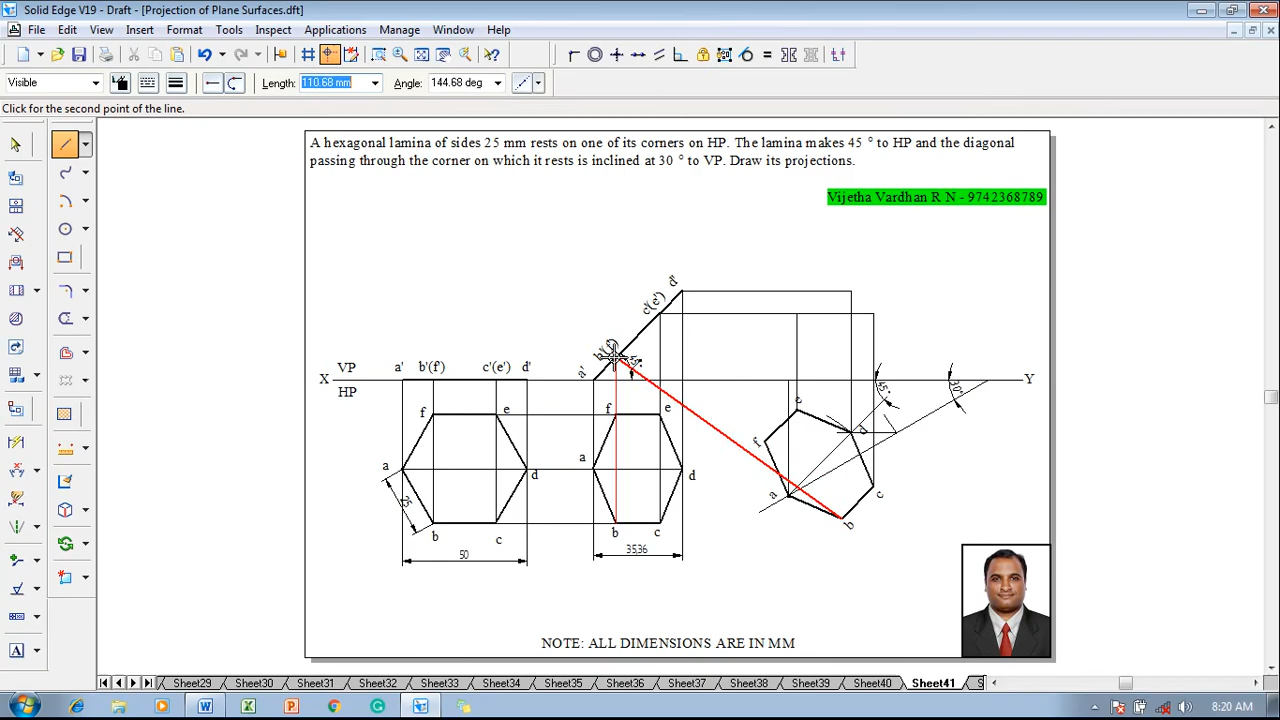 Solid Edge V19 - Draft - [Projection of Plane Surfaces.dft]
File Edit View Insert Format Tools Inspect Applications Manage Window Help
Visible Length: 110.68 mm Angle: 144.68 deg
Click for the second point of the line.
A hexagonal lamina of sides 25 mm rests on one of its corners on HP. The lamina makes 45 ° to HP and the diagonal
passing through the corner on which it rests is inclined at 30 ° to VP. Draw its projections.
Vijetha Vardhan R N - 9742368789
d'
c'(e')
b'(f')
45°
a'
VP a' b'(f') c'(e') d'
X Y
HP
45° 30°
f e f e e
f d
a d a d a c
25
b c b c b
50 35,36
NOTE: ALL DIMENSIONS ARE IN MM
Sheet29 Sheet30 Sheet31 Sheet32 Sheet33 Sheet34 Sheet35 Sheet36 Sheet37 Sheet38 Sheet39 Sheet40 Sheet41 S
8:20 AM